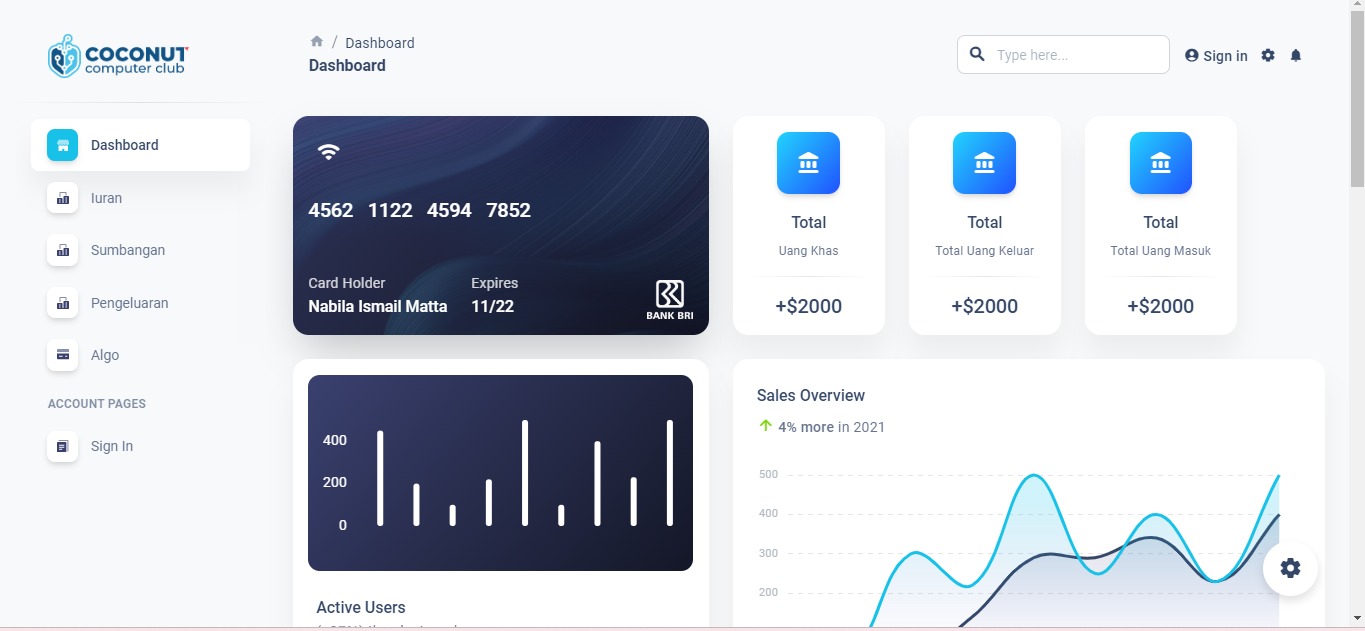 COCONUT
computer club
/ Dashboard
Dashboard
Type here...
Sign in
Dashboard
Iuran
Sumbangan
Pengeluaran
Algo
ACCOUNT PAGES
Sign In
4562 1122 4594 7852
Card Holder
Expires
Nabila Ismail Matta
11/22
BANK BRI
Total
Uang Khas
+$2000
Total
Total Uang Keluar
+$2000
Total
Total Uang Masuk
+$2000
400
200
0
Active Users
Sales Overview
4% more in 2021
500
400
300
200